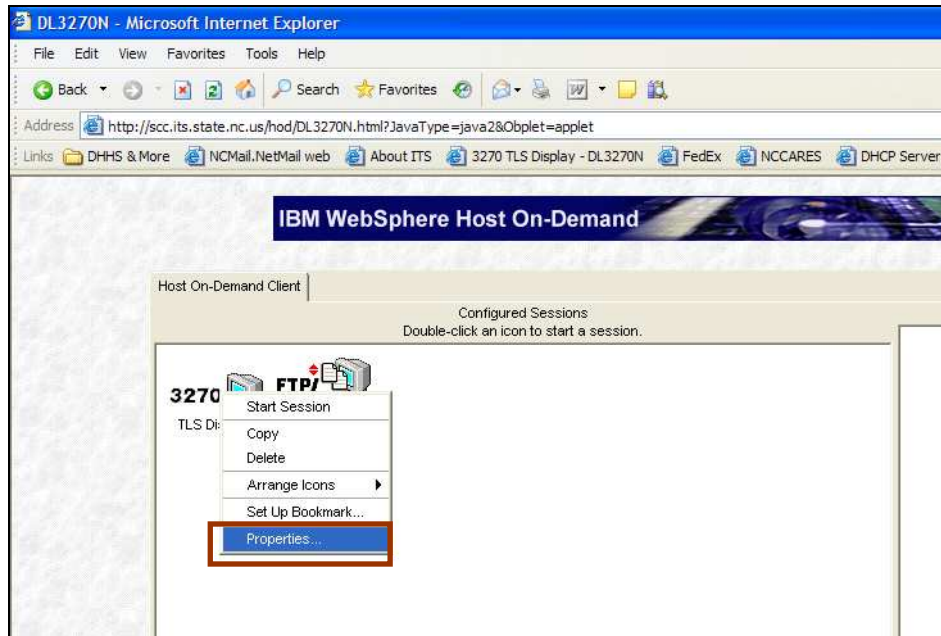 DL3270N - Microsoft Internet Explorer
File Edit View Favorites Tools Help
Back Search Favorites
Address http://scc.its.state.nc.us/hod/DL3270N.html?JavaType=java2&Obplet=applet
Links DHHS & More NCMail.NetMail web About ITS 3270 TLS Display - DL3270N FedEx NCCARES DHCP Server
IBM WebSphere Host On-Demand
Host On-Demand Client
Configured Sessions
Double-click an icon to start a session.
3270 FTP/
TLS Di
Start Session
Copy
Delete
Arrange Icons
Set Up Bookmark...
Properties...